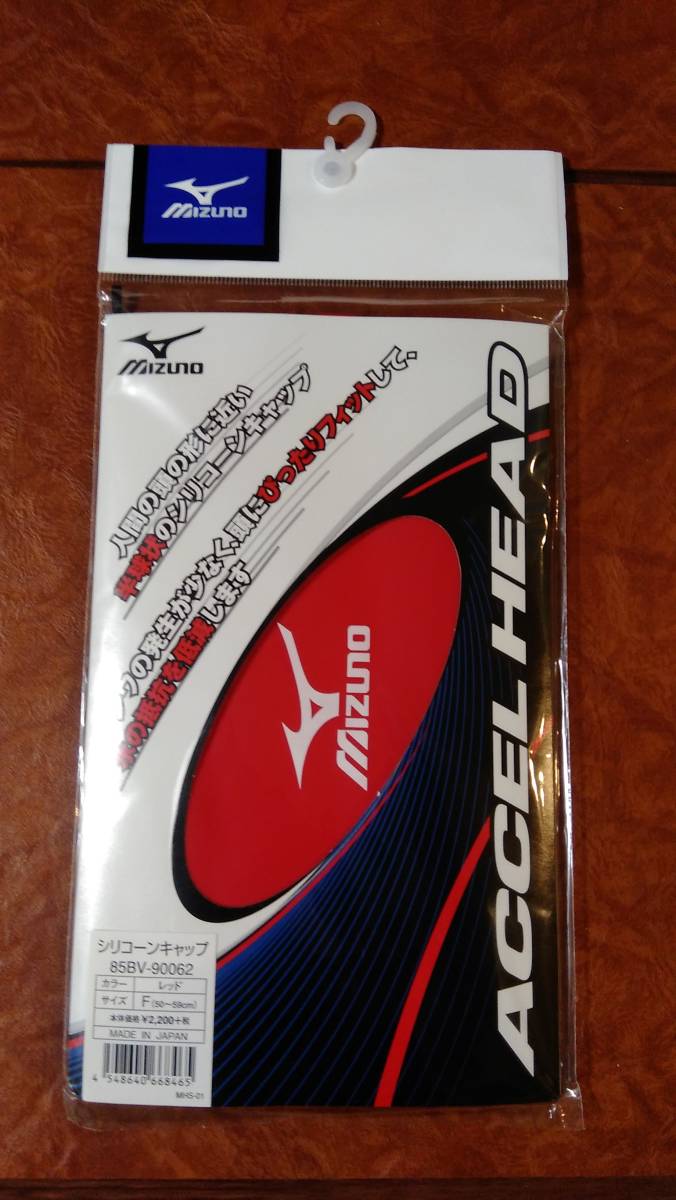 MIZUNO
MIZUNO
人間の頭の形に近い
半球状のシリコーンキャップ
ワの発生が少なく、頭にぴったりフィットして、
水の抵抗を低減します
MIZUNO
ACCEL HEAD
シリコーンキャップ
85BV-90062
カラー レッド
サイズ F(50〜59cm)
本体価格 ¥2,200+税
MADE IN JAPAN
4 548640 668465
MHS-01